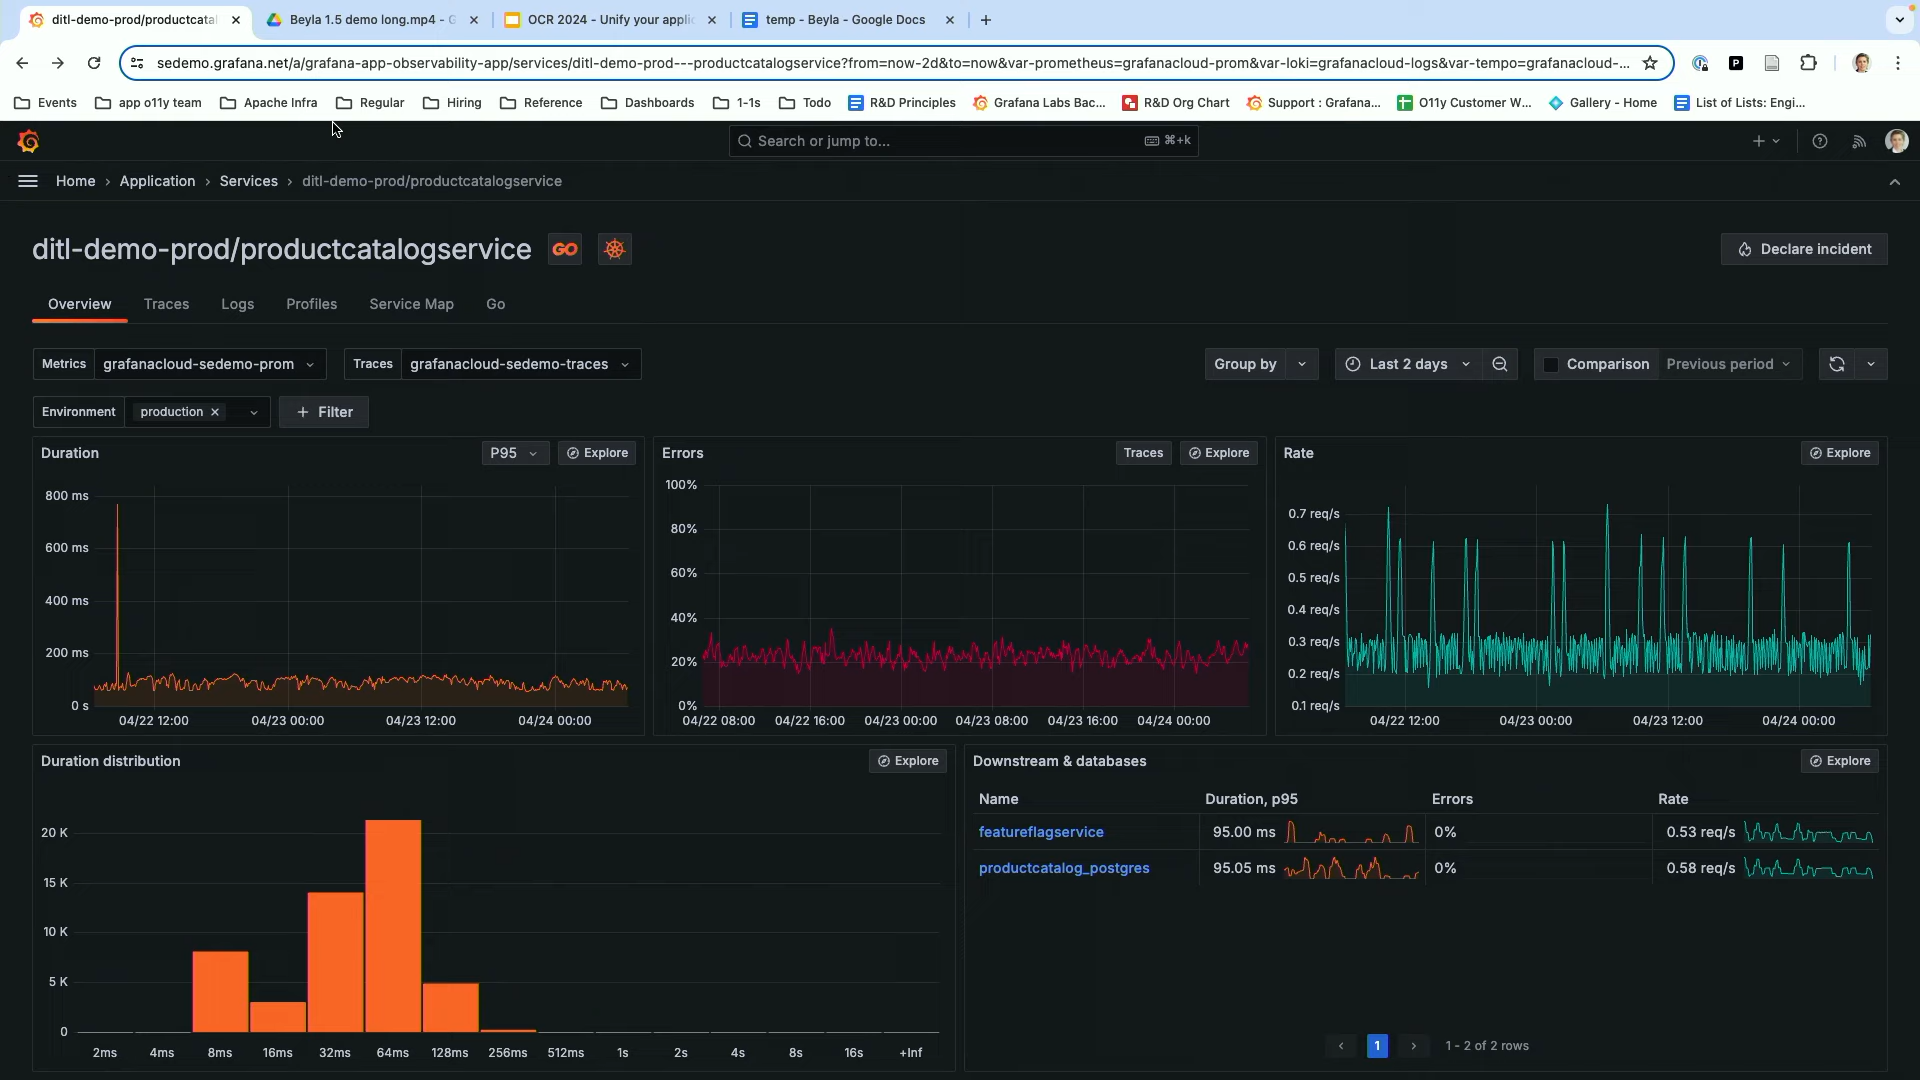 ditl-demo-prod/productcatal
Beyla 1.5 demo long.mp4 - G
OCR 2024 - Unify your appli
temp - Beyla - Google Docs
sedemo.grafana.net/a/grafana-app-observability-app/services/ditl-demo-prod---productcatalogservice?from=now-2d&to=now&var-prometheus=grafanacloud-prom&var-loki=grafanacloud-logs&var-tempo=grafanacloud-...
Events
app o11y team
Apache Infra
Regular
Hiring
Reference
Dashboards
1-1s
Todo
R&D Principles
Grafana Labs Bac...
R&D Org Chart
Support : Grafana...
O11y Customer W...
Gallery - Home
List of Lists: Engi...
Search or jump to...
⌘+k
Home › Application › Services › ditl-demo-prod/productcatalogservice
ditl-demo-prod/productcatalogservice
GO
Declare incident
Overview
Traces
Logs
Profiles
Service Map
Go
Metrics grafanacloud-sedemo-prom
Traces grafanacloud-sedemo-traces
Group by
Last 2 days
Comparison Previous period
Environment production
+ Filter
Duration
P95
Explore
800 ms
600 ms
400 ms
200 ms
0 s
04/22 12:00
04/23 00:00
04/23 12:00
04/24 00:00
Errors
Traces
Explore
100%
80%
60%
40%
20%
0%
04/22 08:00
04/22 16:00
04/23 00:00
04/23 08:00
04/23 16:00
04/24 00:00
Rate
Explore
0.7 req/s
0.6 req/s
0.5 req/s
0.4 req/s
0.3 req/s
0.2 req/s
0.1 req/s
04/22 12:00
04/23 00:00
04/23 12:00
04/24 00:00
Duration distribution
Explore
20 K
15 K
10 K
5 K
0
2ms
4ms
8ms
16ms
32ms
64ms
128ms
256ms
512ms
1s
2s
4s
8s
16s
+Inf
Downstream & databases
Explore
Name Duration, p95 Errors Rate
featureflagservice 95.00 ms 0% 0.53 req/s
productcatalog_postgres 95.05 ms 0% 0.58 req/s
1
1 - 2 of 2 rows